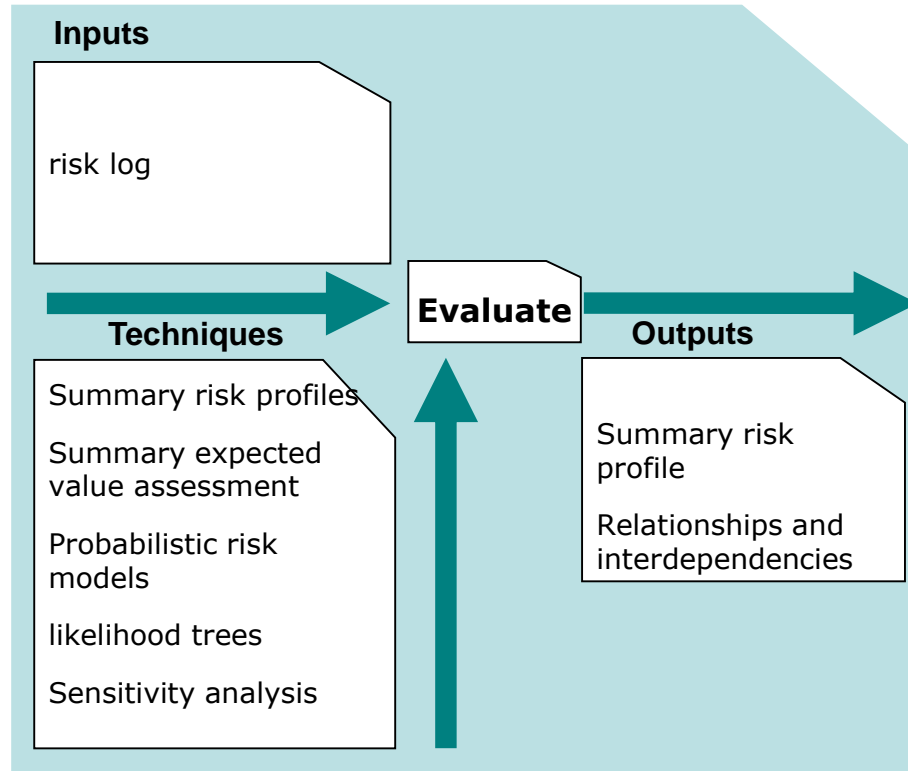 Inputs
risk log
Evaluate
Techniques
Summary risk profiles
Summary expected
value assessment
Probabilistic risk
models
likelihood trees
Sensitivity analysis
Outputs
Summary risk
profile
Relationships and
interdependencies